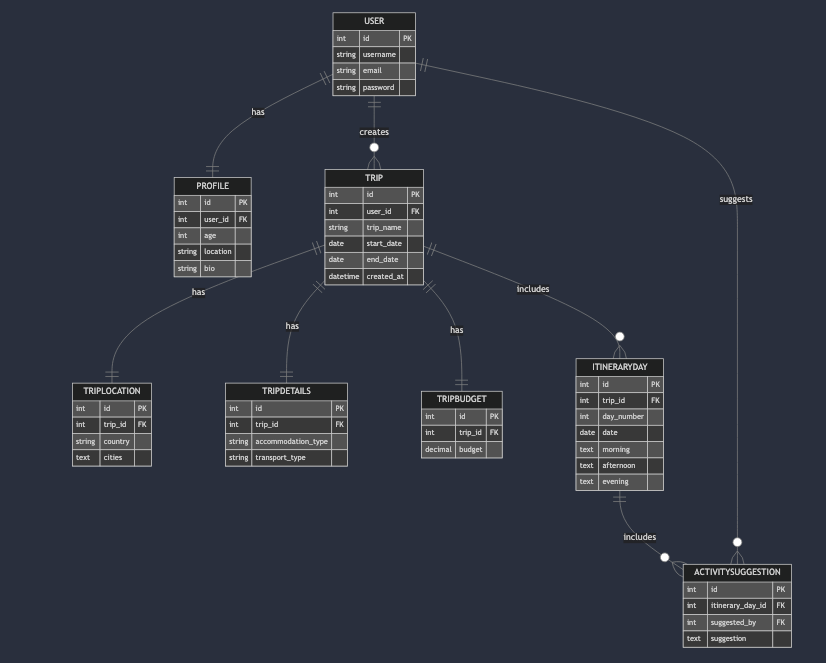 USER
int id PK
string username
string email
string password
has
creates
suggests
PROFILE
int id PK
int user_id FK
int age
string location
string bio
TRIP
int id PK
int user_id FK
string trip_name
date start_date
date end_date
datetime created_at
has
has
has
includes
TRIPLOCATION
int id PK
int trip_id FK
string country
text cities
TRIPDETAILS
int id PK
int trip_id FK
string accommodation_type
string transport_type
TRIPBUDGET
int id PK
int trip_id FK
decimal budget
ITINERARYDAY
int id PK
int trip_id FK
int day_number
date date
text morning
text afternoon
text evening
includes
ACTIVITYSUGGESTION
int id PK
int itinerary_day_id FK
int suggested_by FK
text suggestion